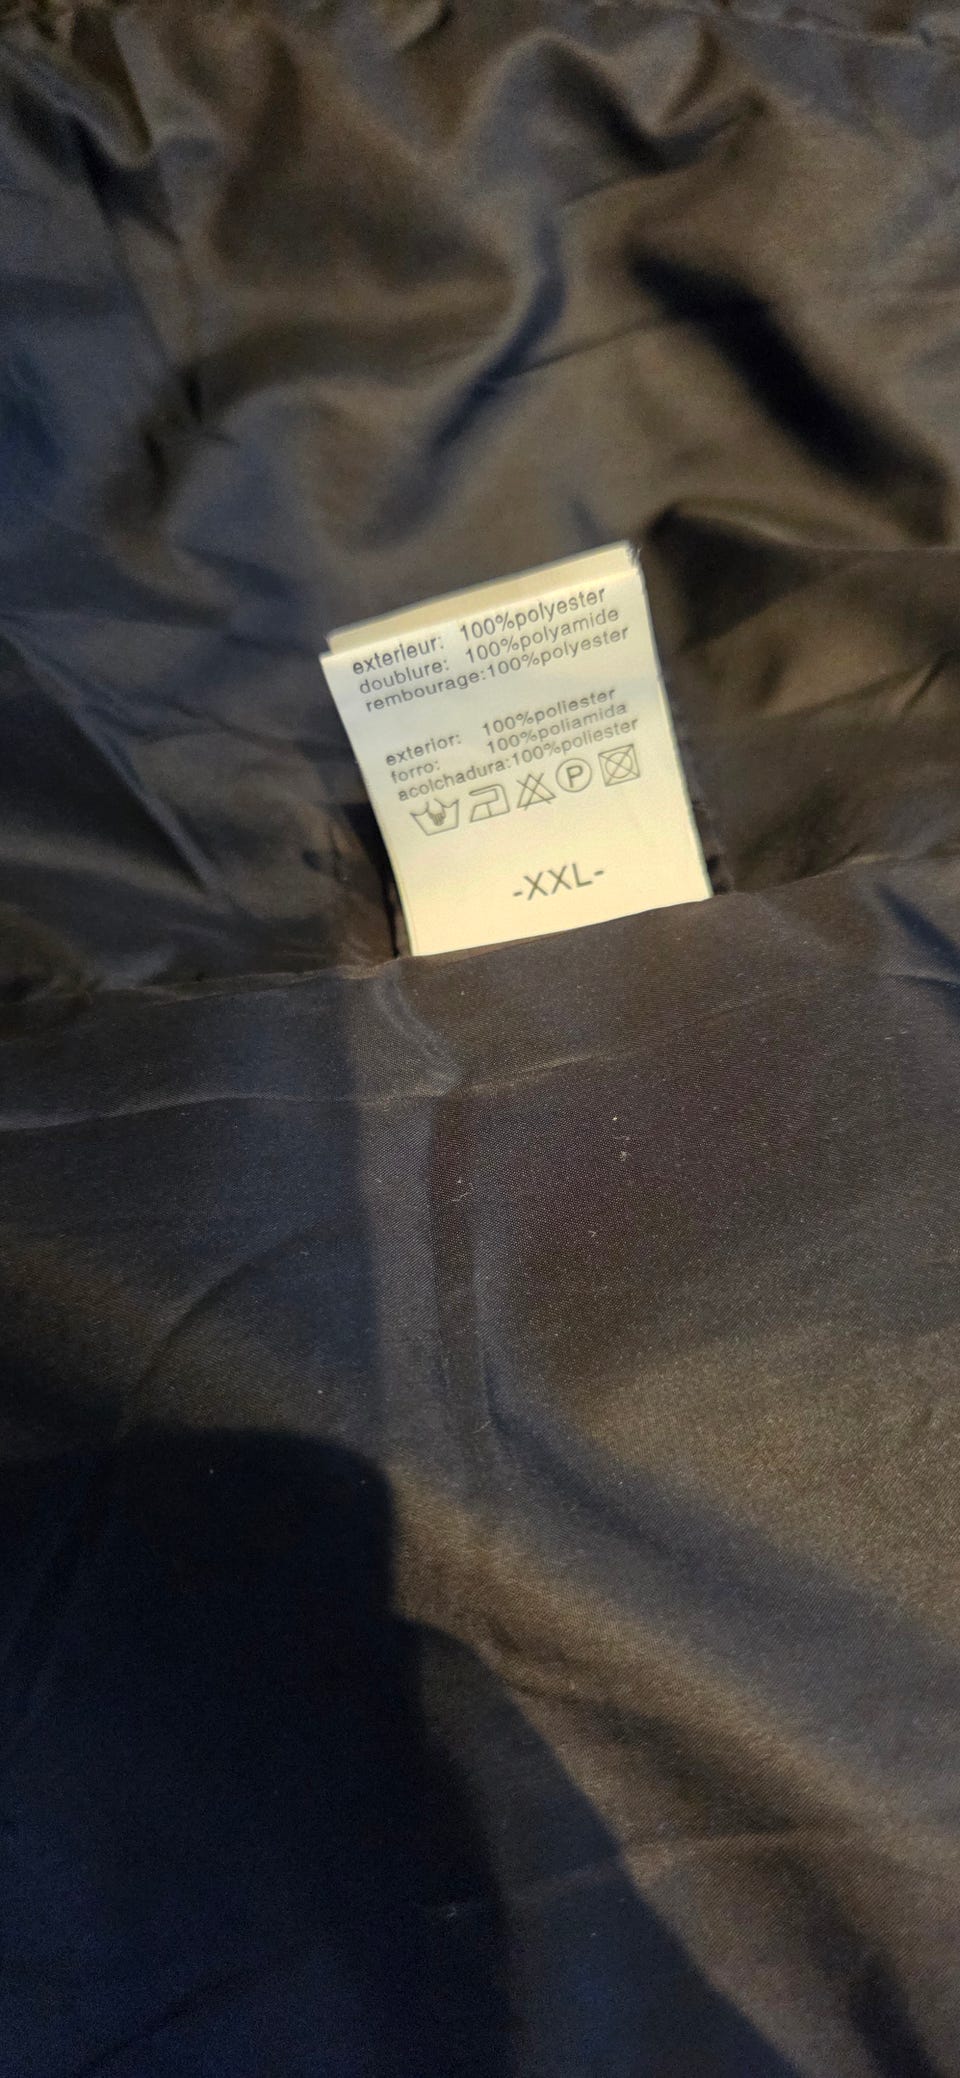 exterieur: 100%polyester
doublure: 100%polyamide
rembourage:100%polyester
exterior: 100%poliester
forro: 100%poliamida
acolchadura:100%poliester
P
-XXL-